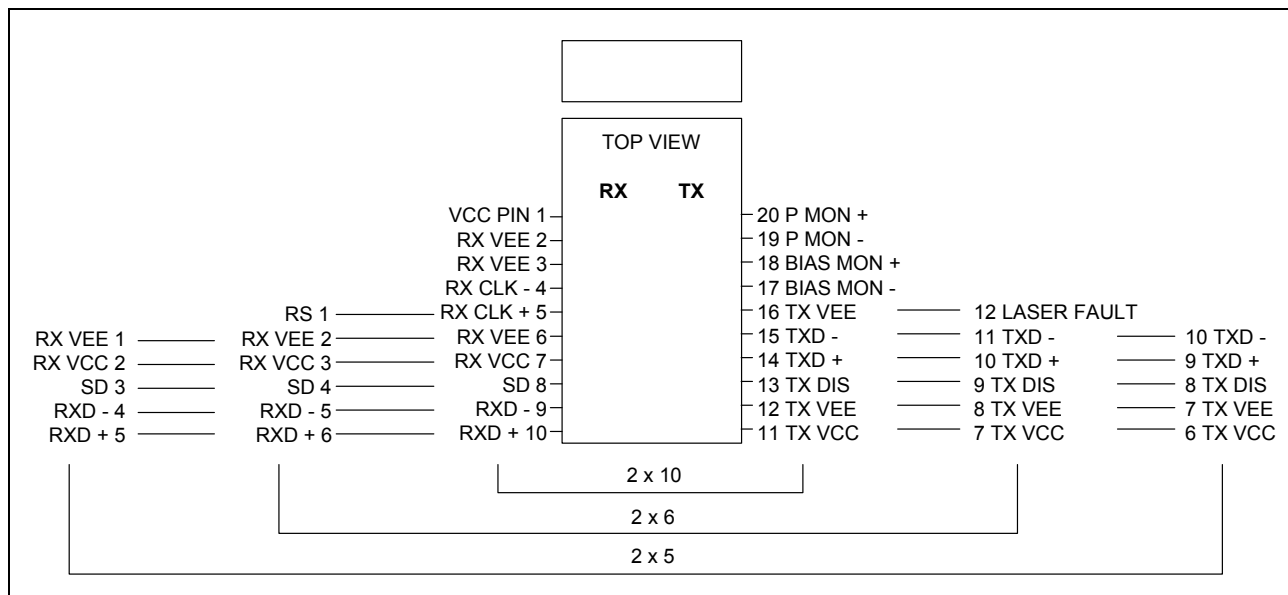 TOP VIEW
RX TX
VCC PIN 1 20 P MON +
RX VEE 2 19 P MON -
RX VEE 3 18 BIAS MON +
RX CLK - 4 17 BIAS MON -
RS 1 RX CLK + 5 16 TX VEE 12 LASER FAULT
RX VEE 1 RX VEE 2 RX VEE 6 15 TXD - 11 TXD - 10 TXD -
RX VCC 2 RX VCC 3 RX VCC 7 14 TXD + 10 TXD + 9 TXD +
SD 3 SD 4 SD 8 13 TX DIS 9 TX DIS 8 TX DIS
RXD - 4 RXD - 5 RXD - 9 12 TX VEE 8 TX VEE 7 TX VEE
RXD + 5 RXD + 6 RXD + 10 11 TX VCC 7 TX VCC 6 TX VCC
2 x 10
2 x 6
2 x 5